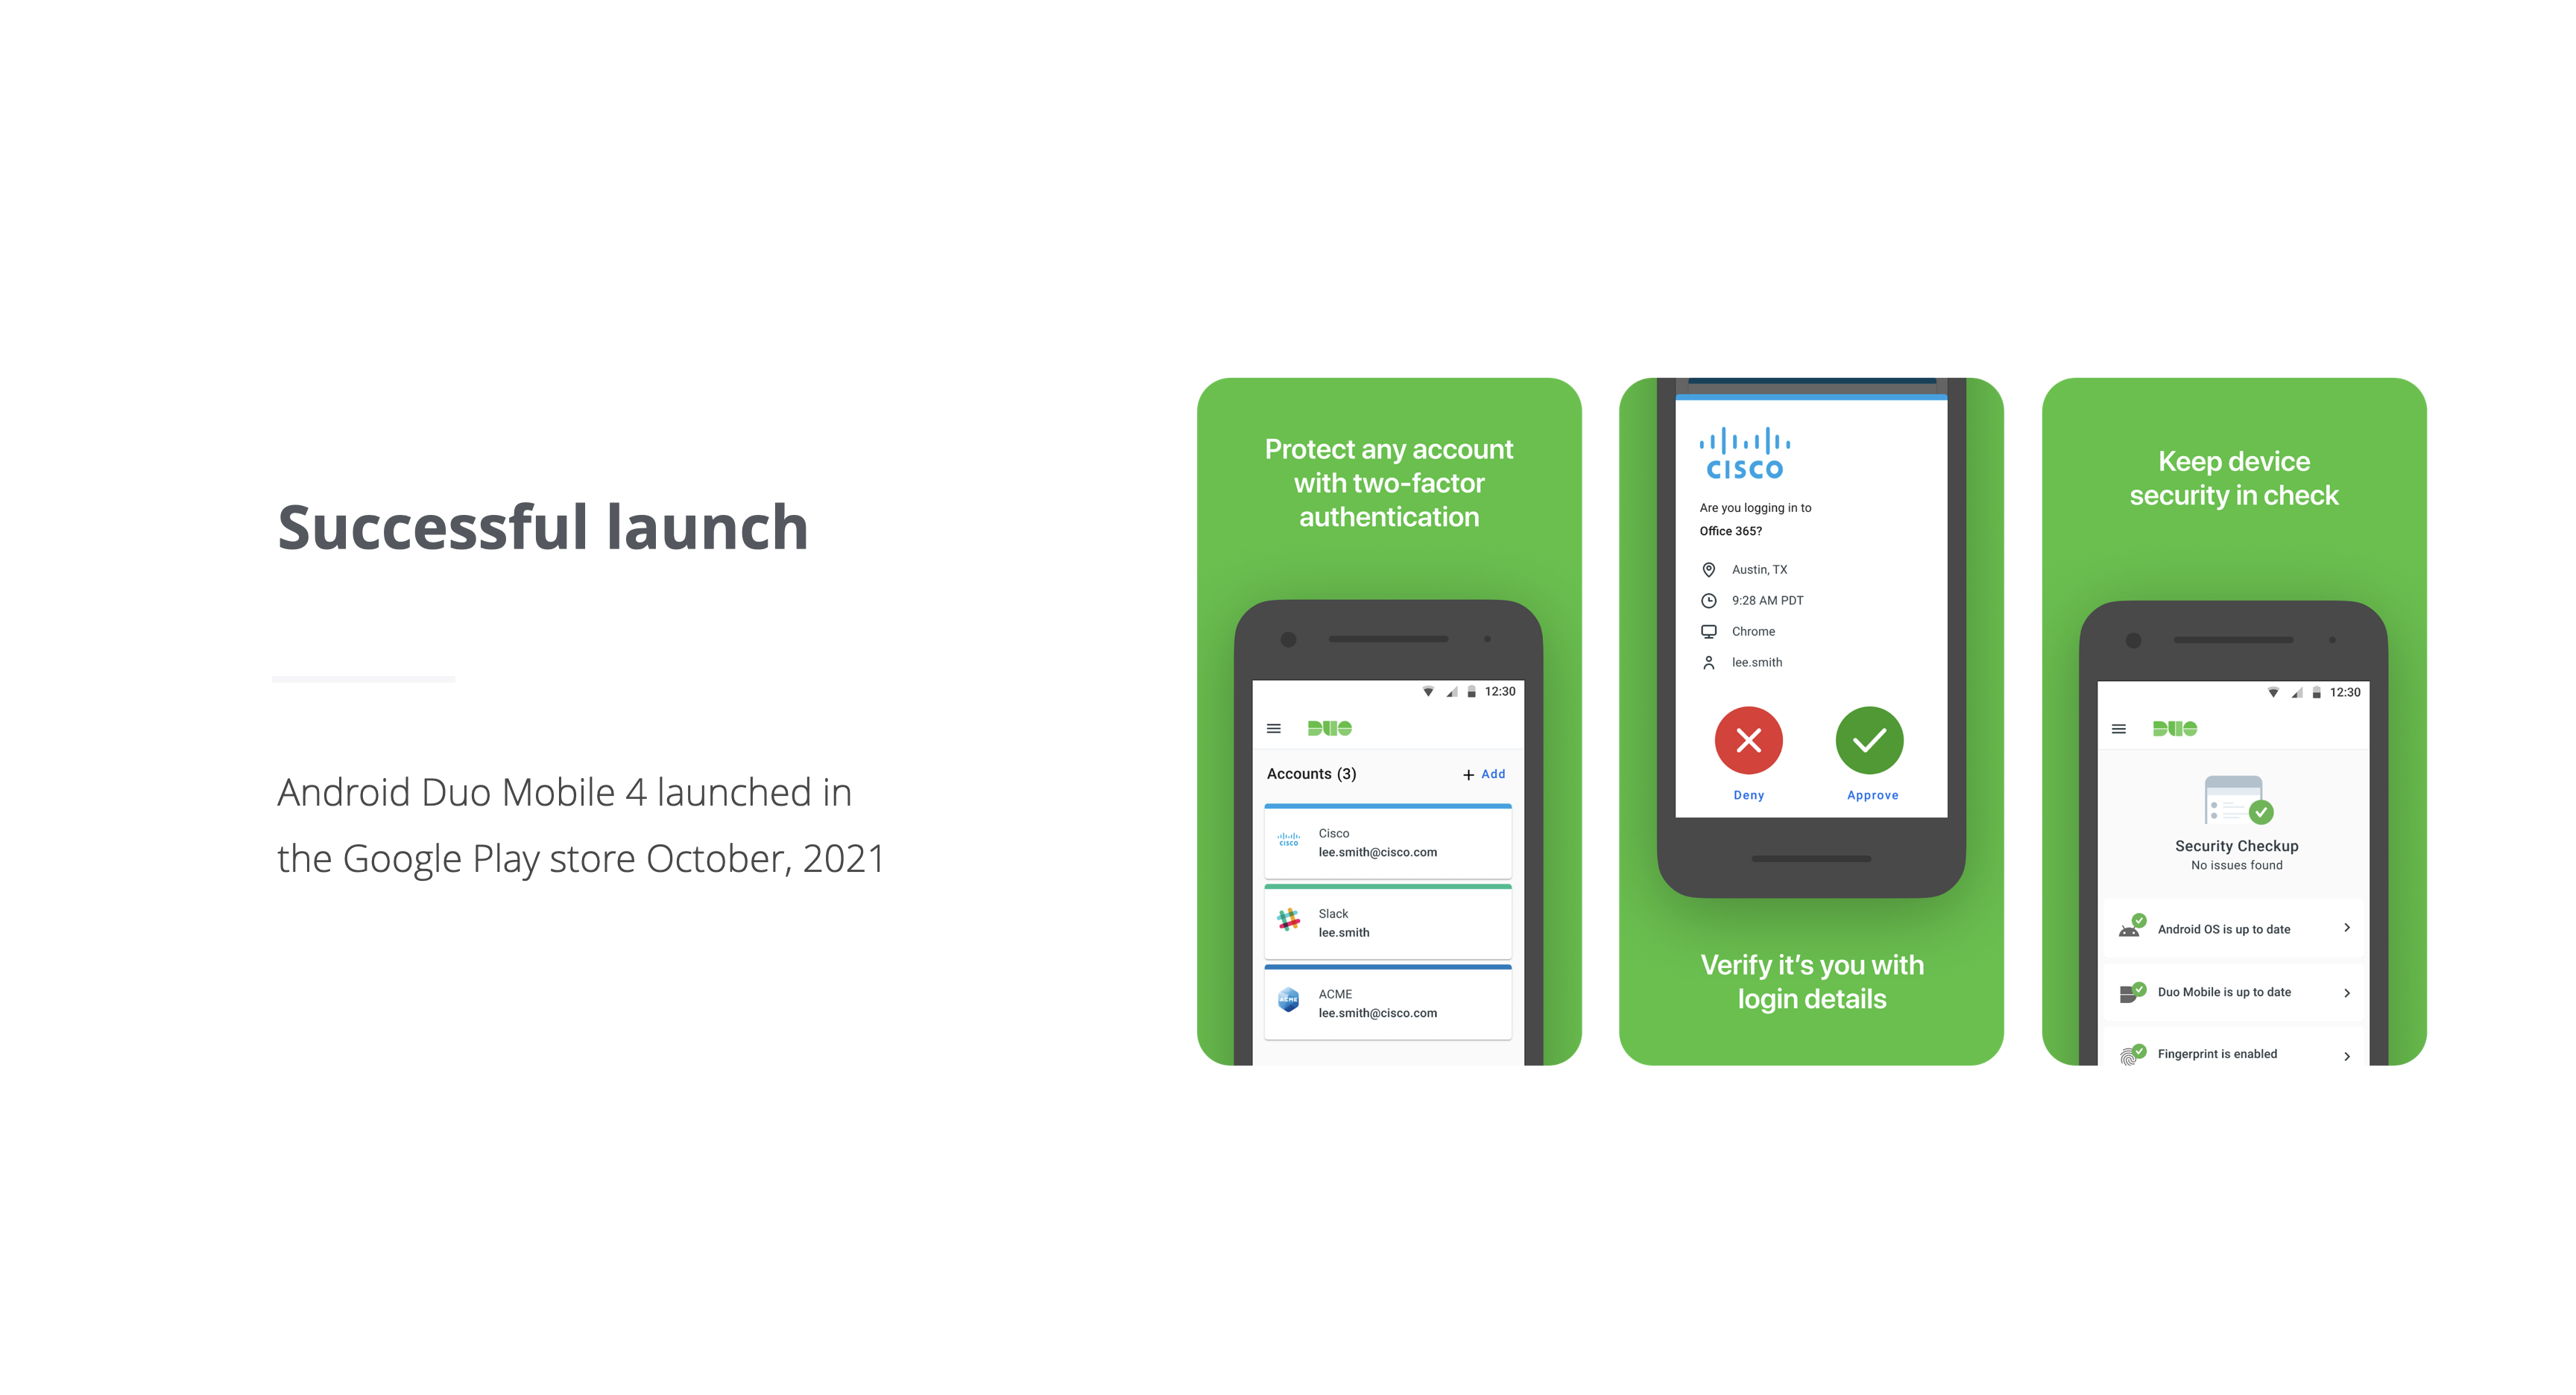 Successful launch
Android Duo Mobile 4 launched in
the Google Play store October, 2021
Protect any account
with two-factor
authentication
12:30
DUO
Accounts (3)
+ Add
CISCO
Cisco
lee.smith@cisco.com
Slack
lee.smith
ACME
ACME
lee.smith@cisco.com
CISCO
Are you logging in to
Office 365?
Austin, TX
9:28 AM PDT
Chrome
lee.smith
Deny
Approve
Verify it’s you with
login details
Keep device
security in check
12:30
DUO
Security Checkup
No issues found
Android OS is up to date
Duo Mobile is up to date
Fingerprint is enabled